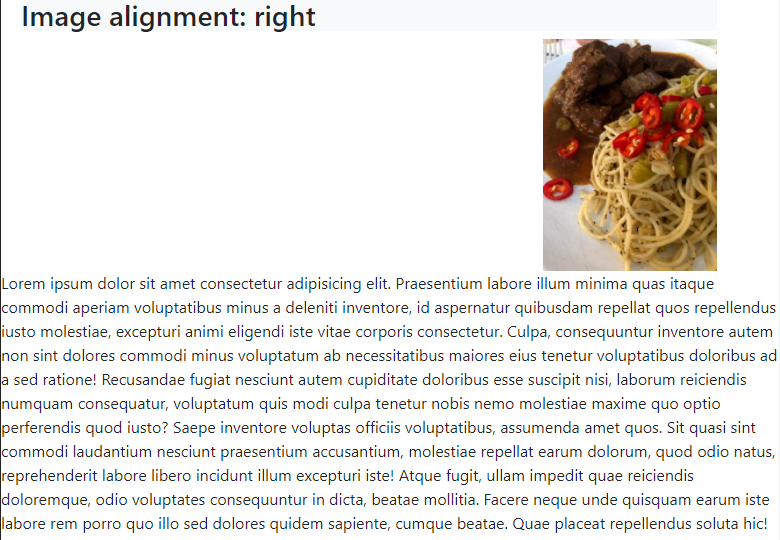 Image alignment: right
Lorem ipsum dolor sit amet consectetur adipisicing elit. Praesentium labore illum minima quas itaque
commodi aperiam voluptatibus minus a deleniti inventore, id aspernatur quibusdam repellat quos repellendus
iusto molestiae, excepturi animi eligendi iste vitae corporis consectetur. Culpa, consequuntur inventore autem
non sint dolores commodi minus voluptatum ab necessitatibus maiores eius tenetur voluptatibus doloribus ad
a sed ratione! Recusandae fugiat nesciunt autem cupiditate doloribus esse suscipit nisi, laborum reiciendis
numquam consequatur, voluptatum quis modi culpa tenetur nobis nemo molestiae maxime quo optio
perferendis quod iusto? Saepe inventore voluptas officiis voluptatibus, assumenda amet quos. Sit quasi sint
commodi laudantium nesciunt praesentium accusantium, molestiae repellat earum dolorum, quod odio natus,
reprehenderit labore libero incidunt illum excepturi iste! Atque fugit, ullam impedit quae reiciendis
doloremque, odio voluptates consequuntur in dicta, beatae mollitia. Facere neque unde quisquam earum iste
labore rem porro quo illo sed dolores quidem sapiente, cumque beatae. Quae placeat repellendus soluta hic!